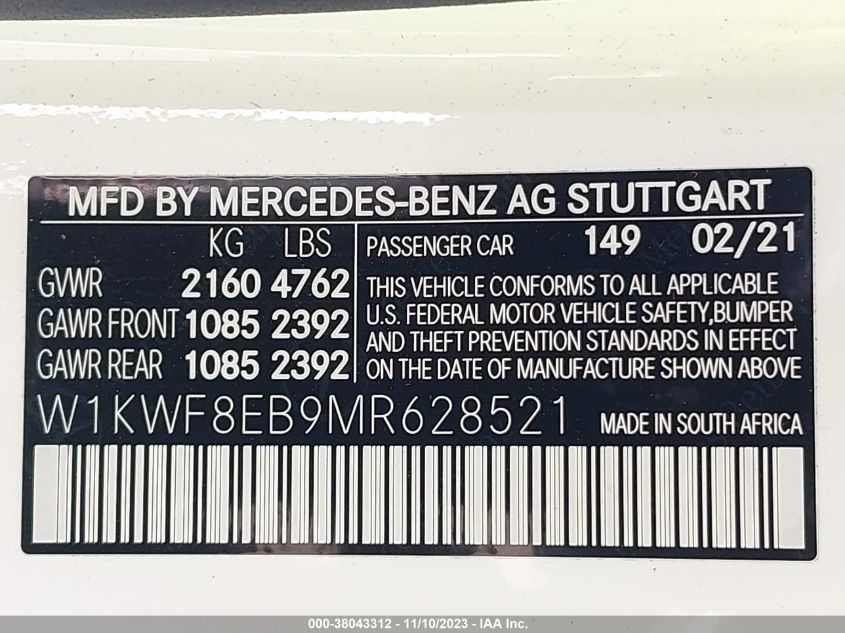 MFD BY MERCEDES-BENZ AG STUTTGART
KG LBS
GVWR 2160 4762
GAWR FRONT 1085 2392
GAWR REAR 1085 2392
PASSENGER CAR 149 02/21
THIS VEHICLE CONFORMS TO ALL APPLICABLE
U.S. FEDERAL MOTOR VEHICLE SAFETY,BUMPER
AND THEFT PREVENTION STANDARDS IN EFFECT
ON THE DATE OF MANUFACTURE SHOWN ABOVE
W1KWF8EB9MR628521 MADE IN SOUTH AFRICA
000-38043312 - 11/10/2023 - IAA Inc.